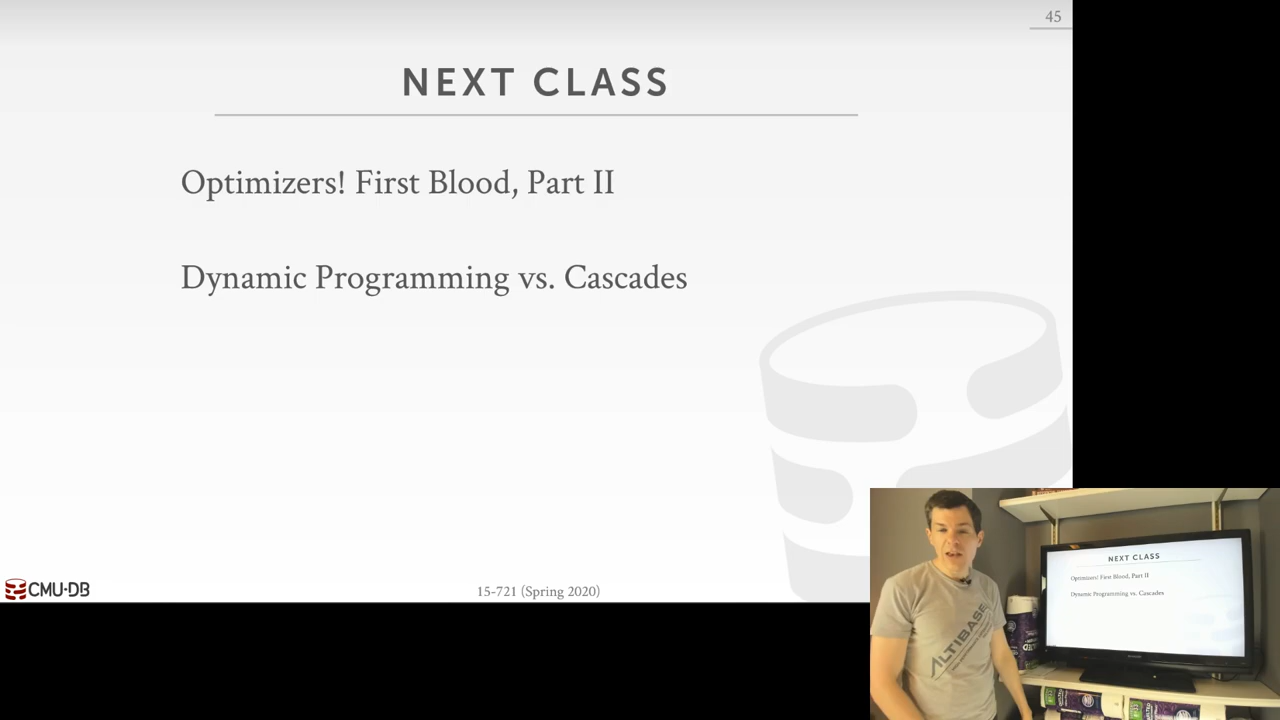 45
NEXT CLASS
Optimizers! First Blood, Part II
Dynamic Programming vs. Cascades
CMU·DB
15-721 (Spring 2020)
ALTIBASE
NEXT CLASS
Optimizers! First Blood, Part II
Dynamic Programming vs. Cascades